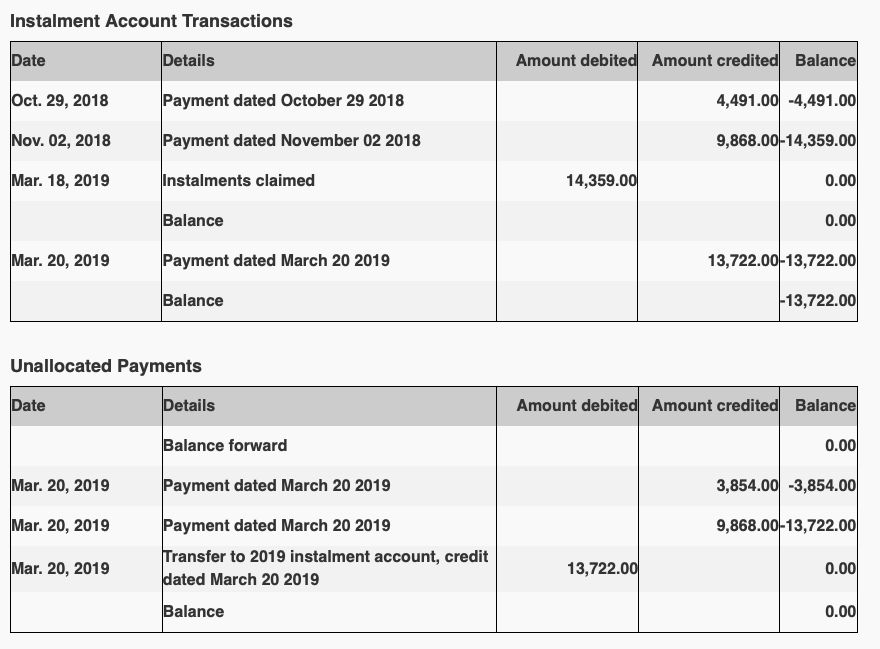 Instalment Account Transactions
Date Details Amount debited Amount credited Balance
Oct. 29, 2018 Payment dated October 29 2018 4,491.00 -4,491.00
Nov. 02, 2018 Payment dated November 02 2018 9,868.00 -14,359.00
Mar. 18, 2019 Instalments claimed 14,359.00 0.00
Balance 0.00
Mar. 20, 2019 Payment dated March 20 2019 13,722.00 -13,722.00
Balance -13,722.00
Unallocated Payments
Date Details Amount debited Amount credited Balance
Balance forward 0.00
Mar. 20, 2019 Payment dated March 20 2019 3,854.00 -3,854.00
Mar. 20, 2019 Payment dated March 20 2019 9,868.00 -13,722.00
Transfer to 2019 instalment account, credit
Mar. 20, 2019 dated March 20 2019 13,722.00 0.00
Balance 0.00